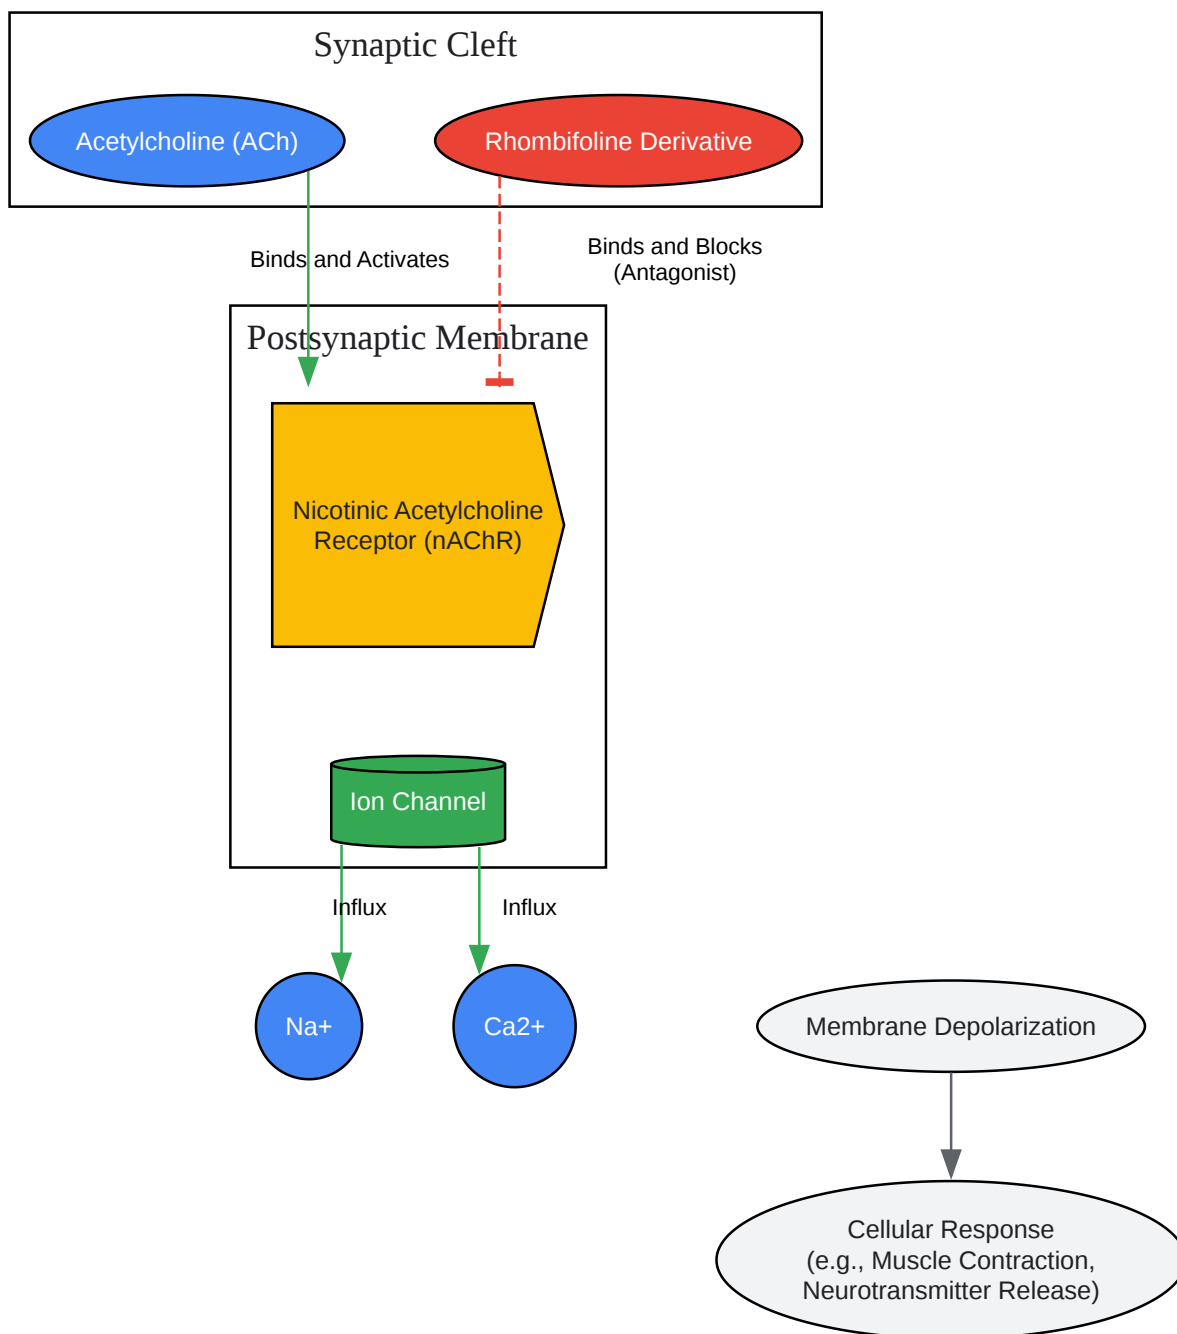 Synaptic Cleft
Acetylcholine (ACh)
Rhombifoline Derivative
Binds and Activates
Binds and Blocks
(Antagonist)
Postsynaptic Membrane
Nicotinic Acetylcholine
Receptor (nAChR)
Ion Channel
Influx
Influx
Na+
Ca2+
Membrane Depolarization
Cellular Response
(e.g., Muscle Contraction,
Neurotransmitter Release)